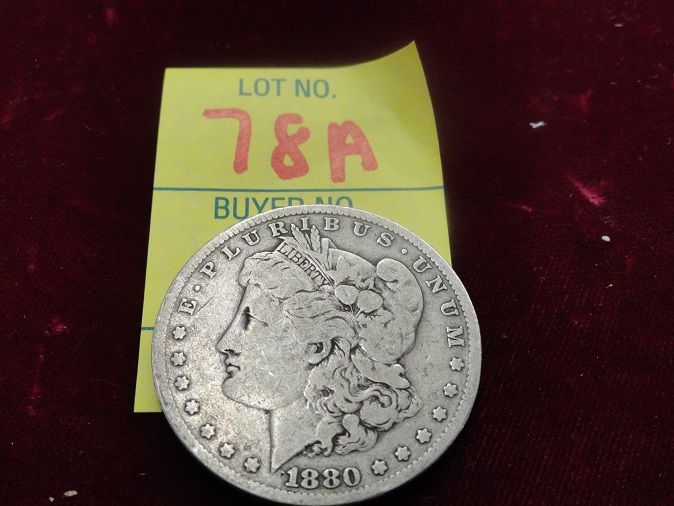 LOT NO.
78A
BUYER NO.
E·PLURIBUS·UNUM
LIBERTY
1880